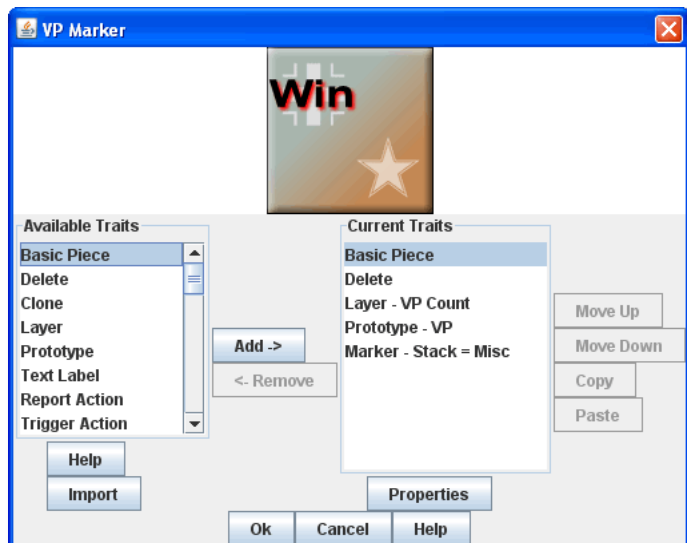 VP Marker
Win
Available Traits
Basic Piece
Delete
Clone
Layer
Prototype
Text Label
Report Action
Trigger Action
Help
Import
Add ->
<- Remove
Current Traits
Basic Piece
Delete
Layer - VP Count
Prototype - VP
Marker - Stack = Misc
Properties
Move Up
Move Down
Copy
Paste
Ok
Cancel
Help